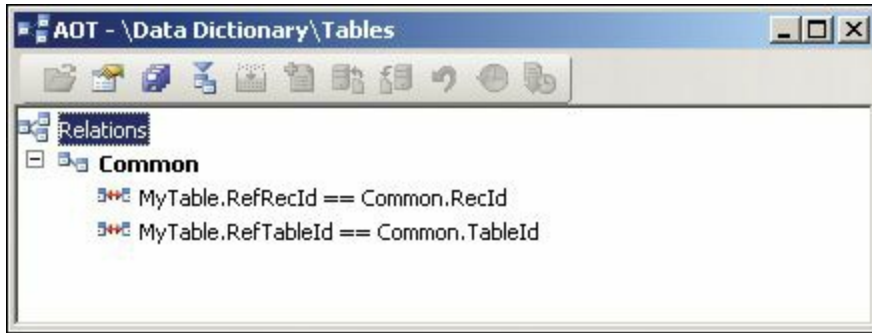 AOT - \Data Dictionary\Tables
Relations
Common
MyTable.RefRecId == Common.RecId
MyTable.RefTableId == Common.TableId